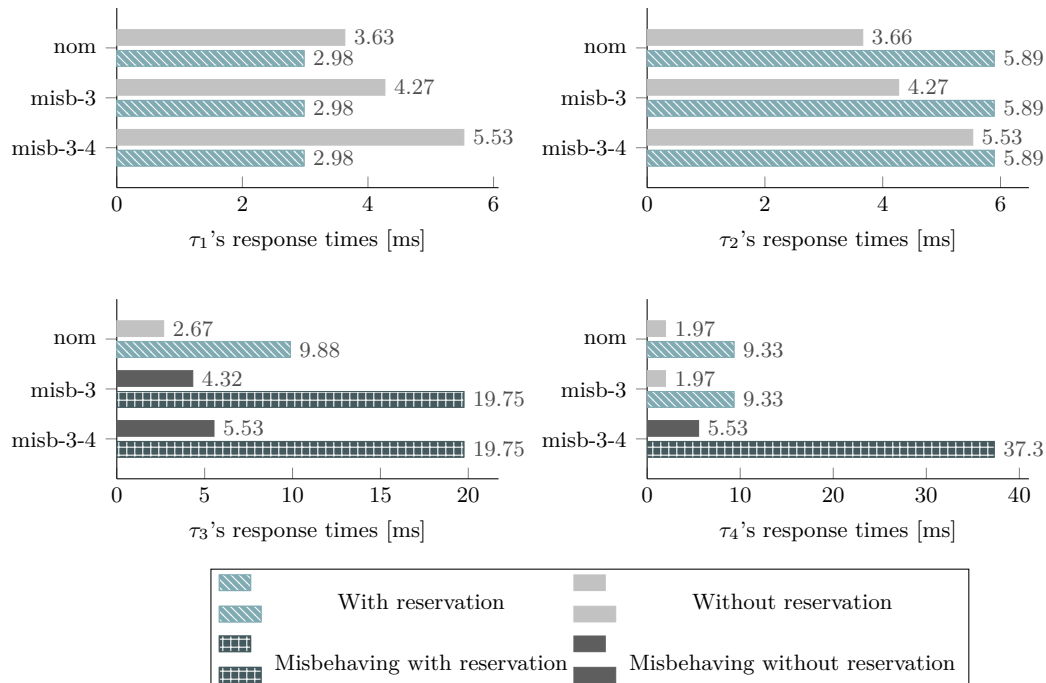 nom
3.63
2.98
misb-3
4.27
2.98
misb-3-4
5.53
2.98
0 2 4 6
τ1's response times [ms]
nom
3.66
5.89
misb-3
4.27
5.89
misb-3-4
5.53
5.89
0 2 4 6
τ2's response times [ms]
nom
2.67
9.88
misb-3
4.32
19.75
misb-3-4
5.53
19.75
0 5 10 15 20
τ3's response times [ms]
nom
1.97
9.33
misb-3
1.97
9.33
misb-3-4
5.53
37.3
0 10 20 30 40
τ4's response times [ms]
With reservation
Without reservation
Misbehaving with reservation
Misbehaving without reservation